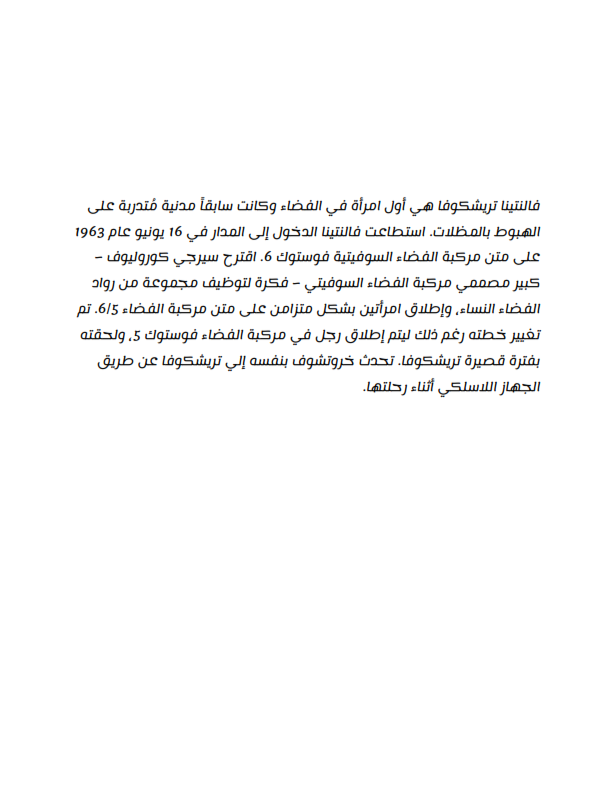 فالنتينا تريشكوفا هي أول امرأة في الفضاء وكانت سابقاً مدنية مُتدربة على
الهبوط بالمظلات. استطاعت فالنتينا الدخول إلى المدار في 16 يونيو عام 1963
على متن مركبة الفضاء السوفيتية فوستوك 6. اقترح سيرجي كوروليوف –
كبير مصممي مركبة الفضاء السوفيتي – فكرة لتوظيف مجموعة من رواد
الفضاء النساء، وإطلاق امرأتين بشكل متزامن على متن مركبة الفضاء 6/5. تم
تغيير خطته رغم ذلك ليتم إطلاق رجل في مركبة الفضاء فوستوك 5، ولحقته
بفترة قصيرة تريشكوفا. تحدث خروتشوف بنفسه إلي تريشكوفا عن طريق
الجهاز اللاسلكي أثناء رحلتها.